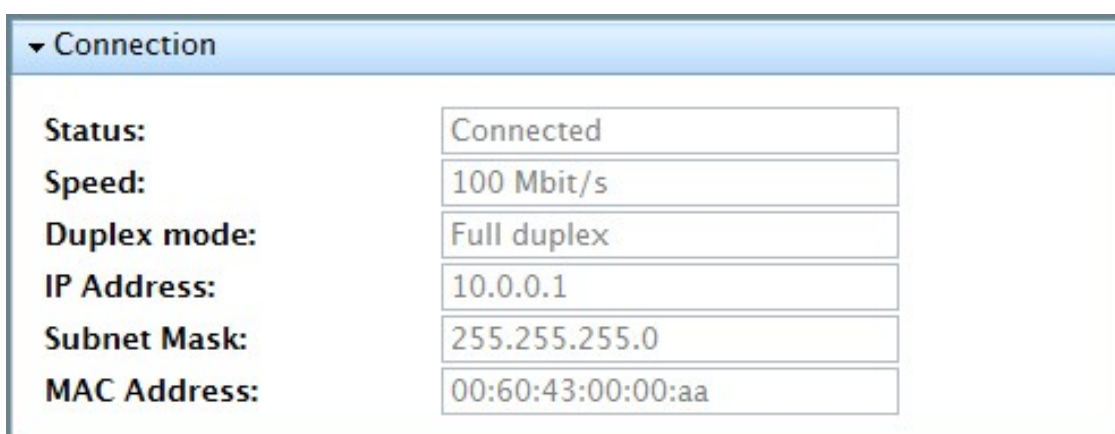 Connection
Status: Connected
Speed: 100 Mbit/s
Duplex mode: Full duplex
IP Address: 10.0.0.1
Subnet Mask: 255.255.255.0
MAC Address: 00:60:43:00:00:aa